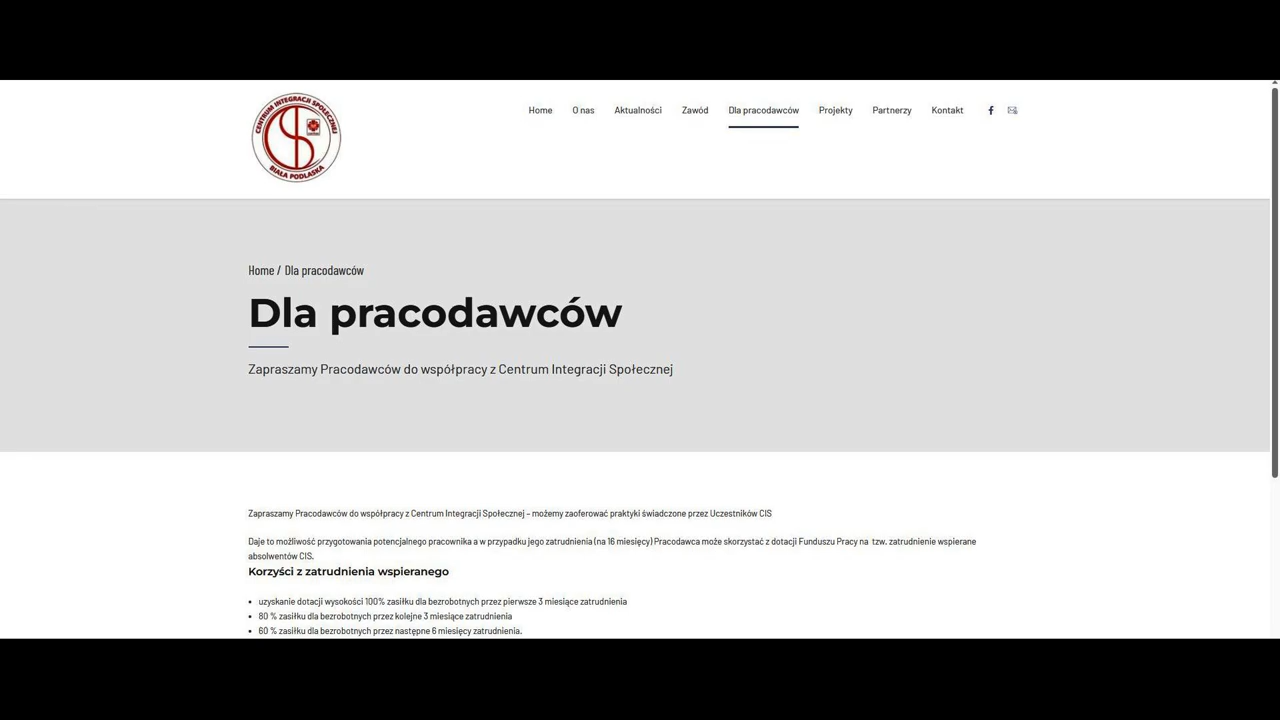 CENTRUM INTEGRACJI SPOŁECZNEJ
BIAŁA PODLASKA
Home O nas Aktualności Zawód Dla pracodawców Projekty Partnerzy Kontakt
Home / Dla pracodawców
Dla pracodawców
Zapraszamy Pracodawców do współpracy z Centrum Integracji Społecznej
Zapraszamy Pracodawców do współpracy z Centrum Integracji Społecznej – możemy zaoferować praktyki świadczone przez Uczestników CIS
Daje to możliwość przygotowania potencjalnego pracownika a w przypadku jego zatrudnienia (na 16 miesięcy) Pracodawca może skorzystać z dotacji Funduszu Pracy na tzw. zatrudnienie wspierane
absolwentów CIS.
Korzyści z zatrudnienia wspieranego
• uzyskanie dotacji wysokości 100% zasiłku dla bezrobotnych przez pierwsze 3 miesiące zatrudnienia
• 80 % zasiłku dla bezrobotnych przez kolejne 3 miesiące zatrudnienia
• 60 % zasiłku dla bezrobotnych przez następne 6 miesięcy zatrudnienia.